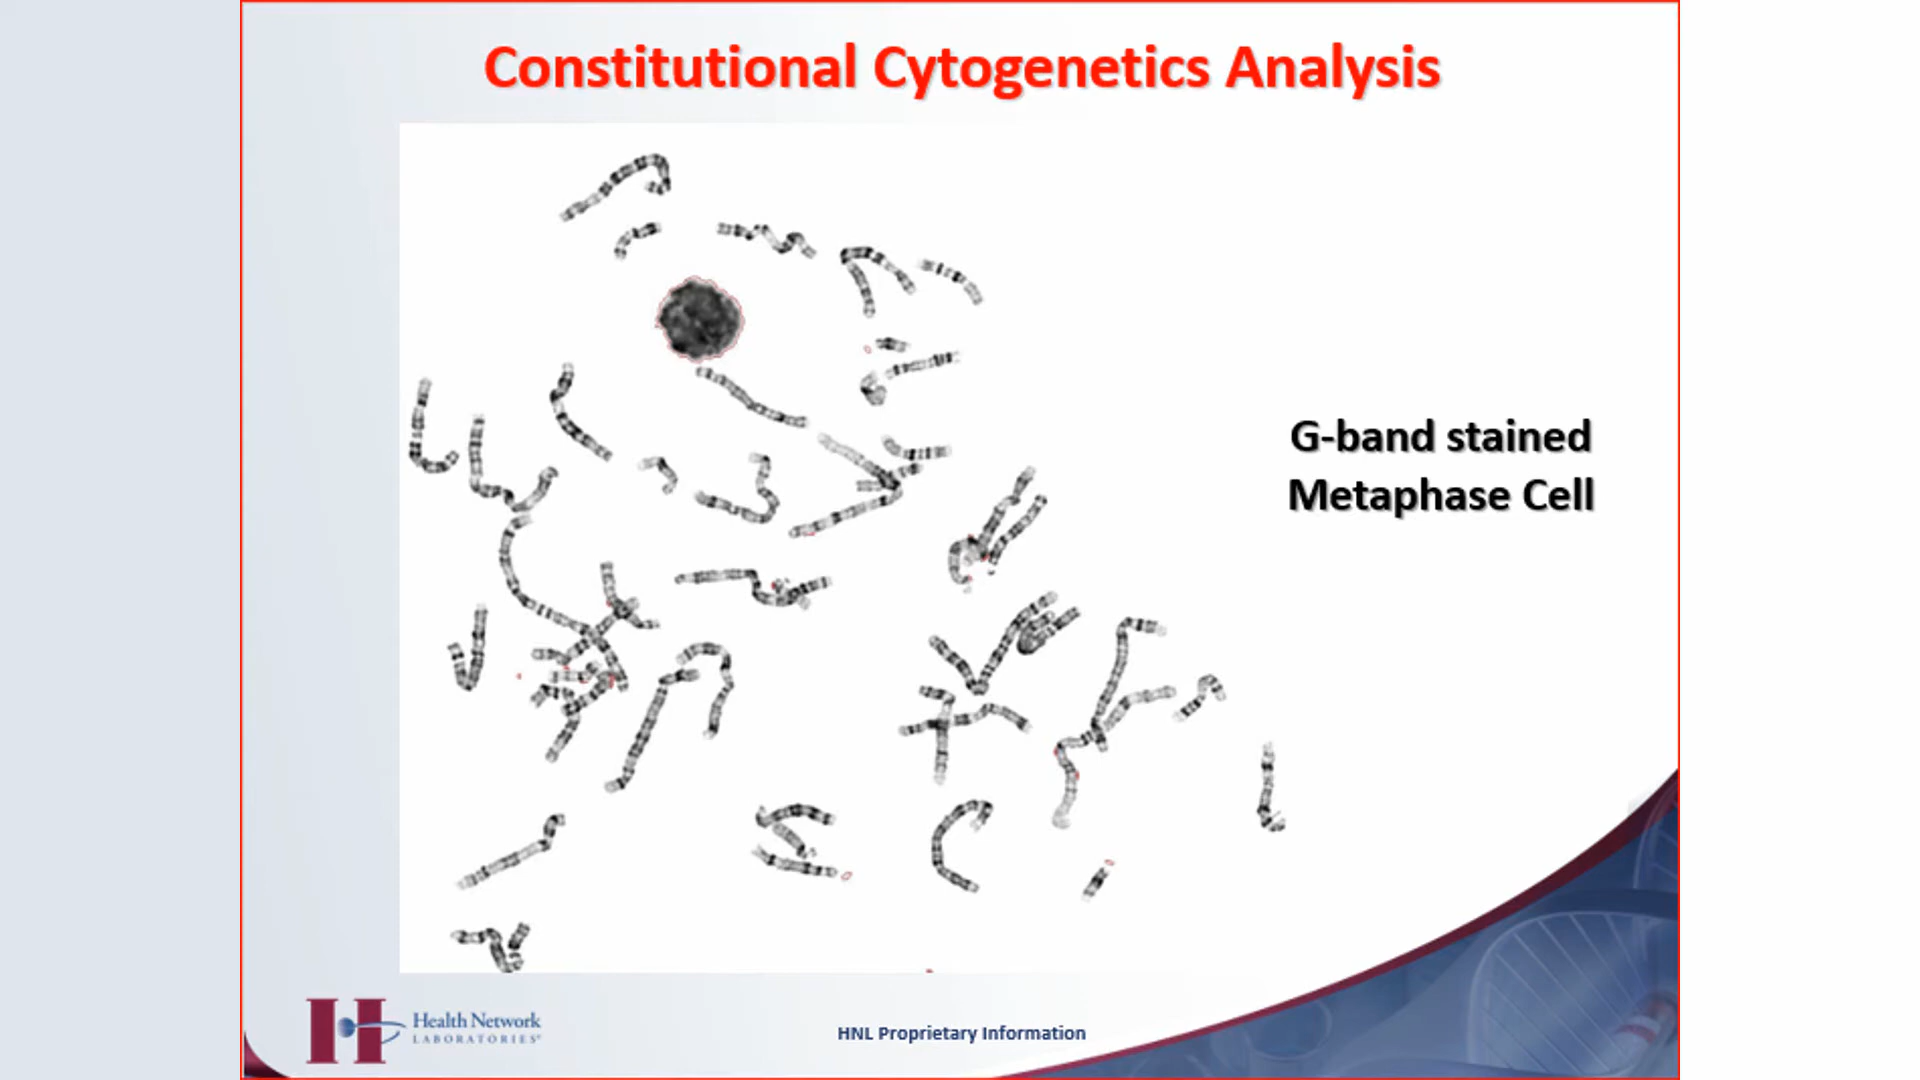 Constitutional Cytogenetics Analysis
G-band stained
Metaphase Cell
H
Health Network
LABORATORIES
HNL Proprietary Information